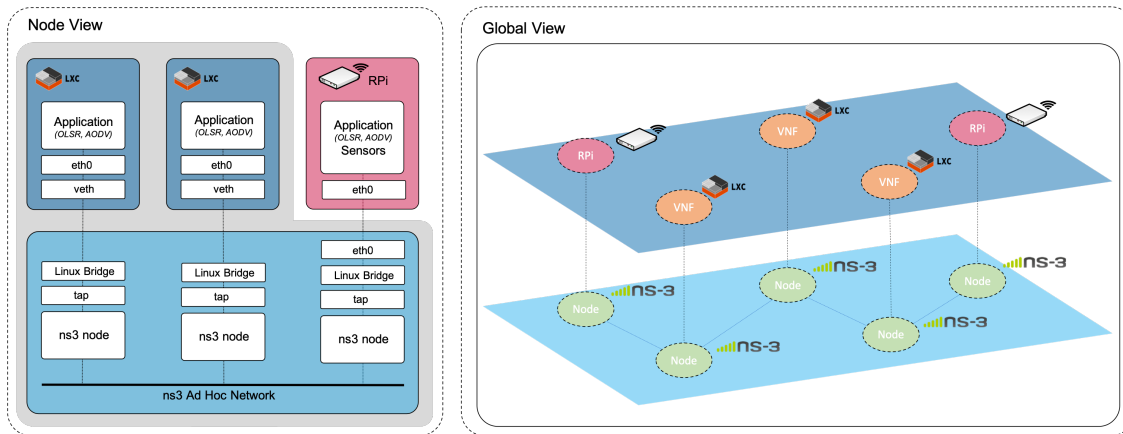 Node View
LXC
Application
(OLSR, AODV)
eth0
veth
LXC
Application
(OLSR, AODV)
eth0
veth
RPi
Application
(OLSR, AODV)
Sensors
eth0
Linux Bridge
tap
ns3 node
Linux Bridge
tap
ns3 node
eth0
Linux Bridge
tap
ns3 node
ns3 Ad Hoc Network
Global View
RPi
VNF
LXC
VNF
LXC
VNF
LXC
RPi
Node
ns-3
Node
ns-3
Node
ns-3
Node
ns-3
Node
ns-3